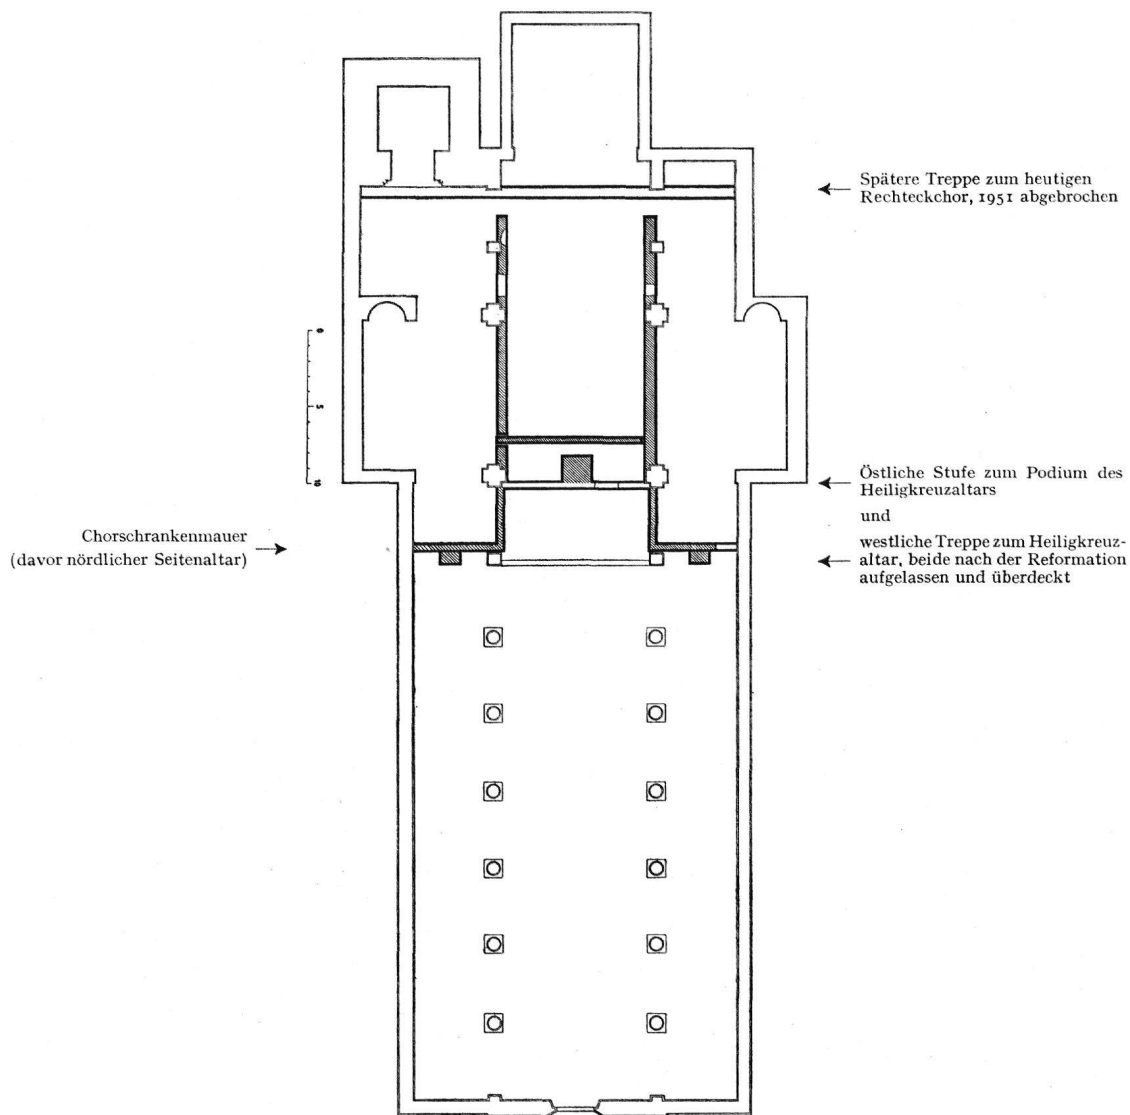 Spätere Treppe zum heutigen
Rechteckchor, 1951 abgebrochen
0
5
10
Östliche Stufe zum Podium des
Heiligkreuzaltars
und
westliche Treppe zum Heiligkreuz-
altar, beide nach der Reformation
aufgelassen und überdeckt
Chorschrankenmauer
(davor nördlicher Seitenaltar)